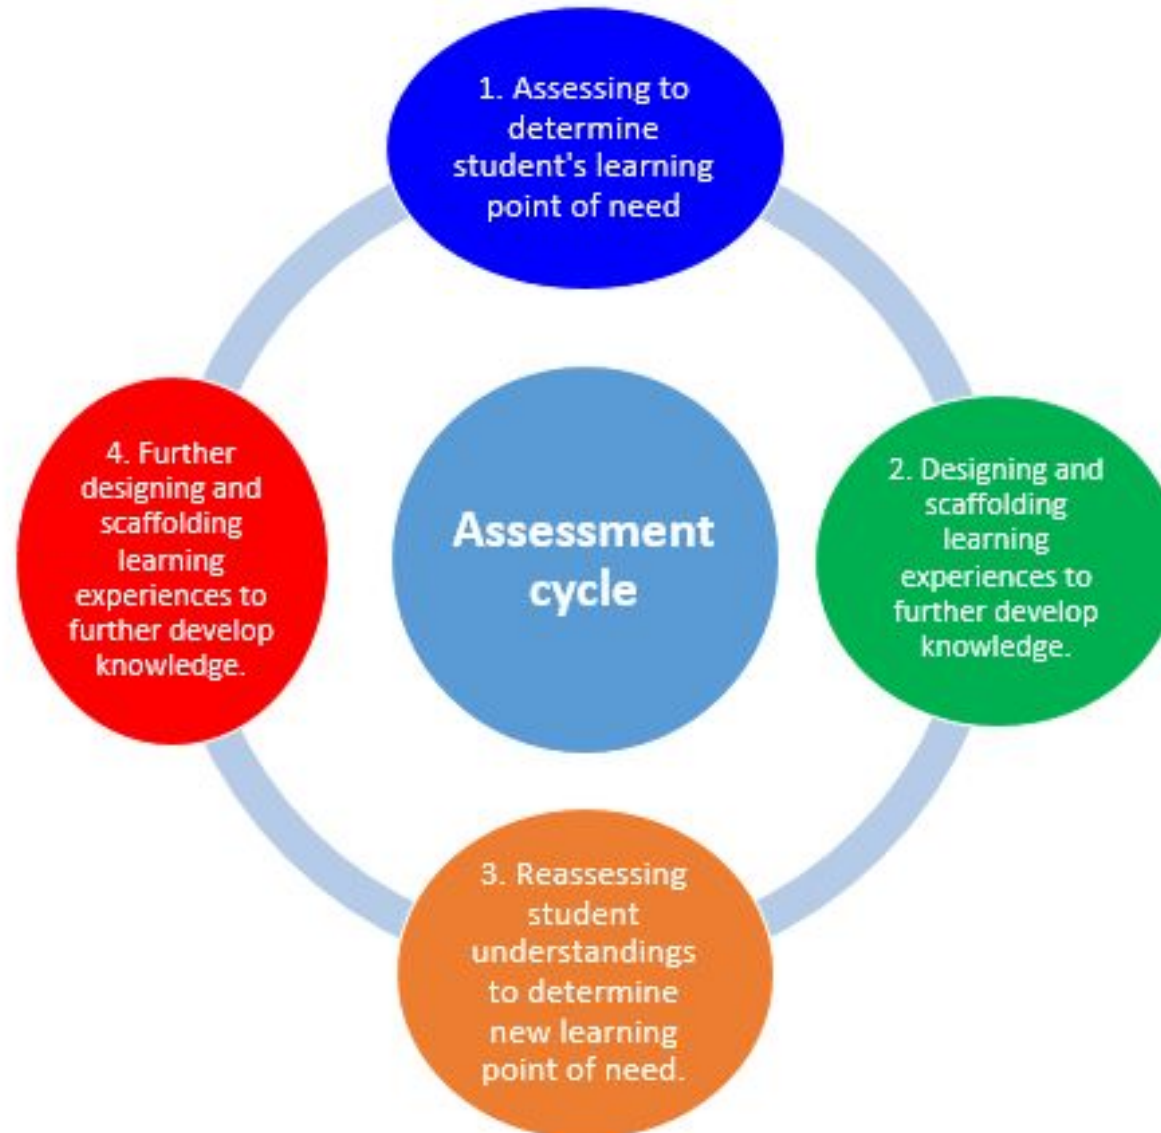 1. Assessing to
determine
student's learning
point of need
2. Designing and
scaffolding
learning
experiences to
further develop
knowledge.
3. Reassessing
student
understandings
to determine
new learning
point of need.
4. Further
designing and
scaffolding
learning
experiences to
further develop
knowledge.
Assessment
cycle